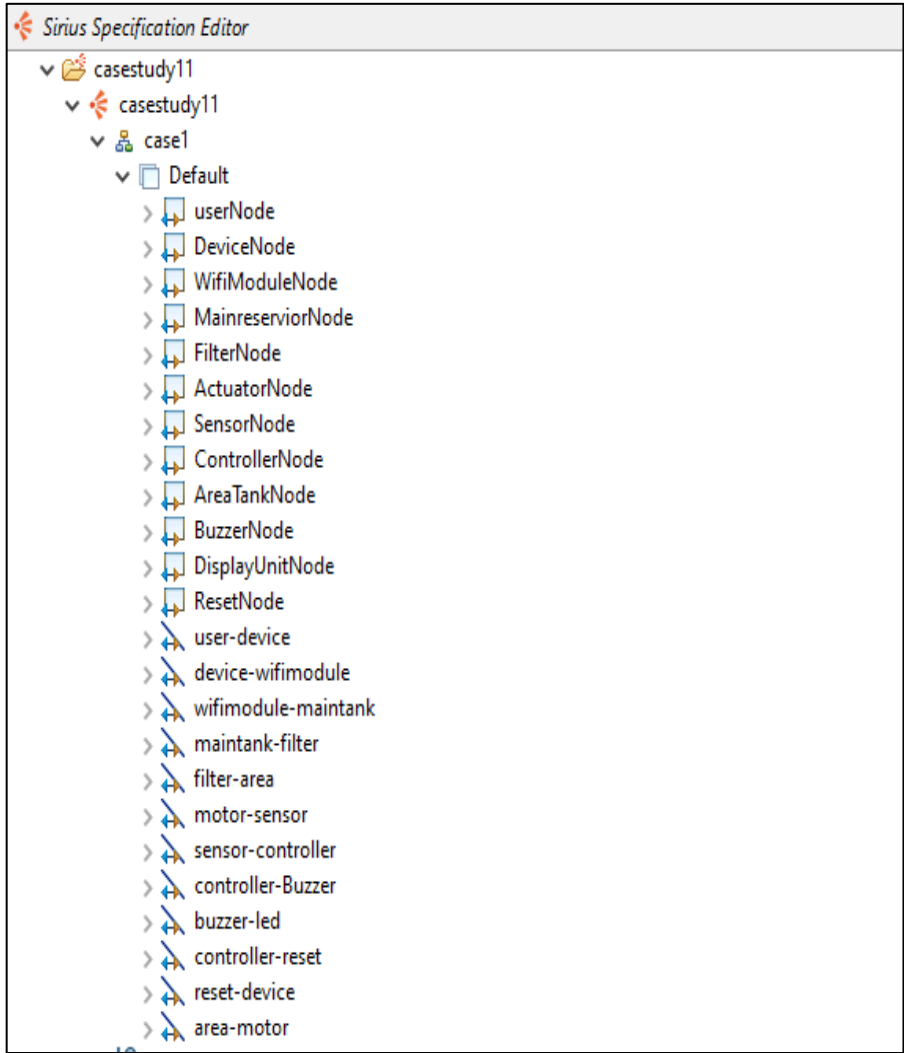 Sirius Specification Editor
casestudy11
casestudy11
case1
Default
userNode
DeviceNode
WifiModuleNode
MainreserviorNode
FilterNode
ActuatorNode
SensorNode
ControllerNode
AreaTankNode
BuzzerNode
DisplayUnitNode
ResetNode
user-device
device-wifimodule
wifimodule-maintank
maintank-filter
filter-area
motor-sensor
sensor-controller
controller-Buzzer
buzzer-led
controller-reset
reset-device
area-motor